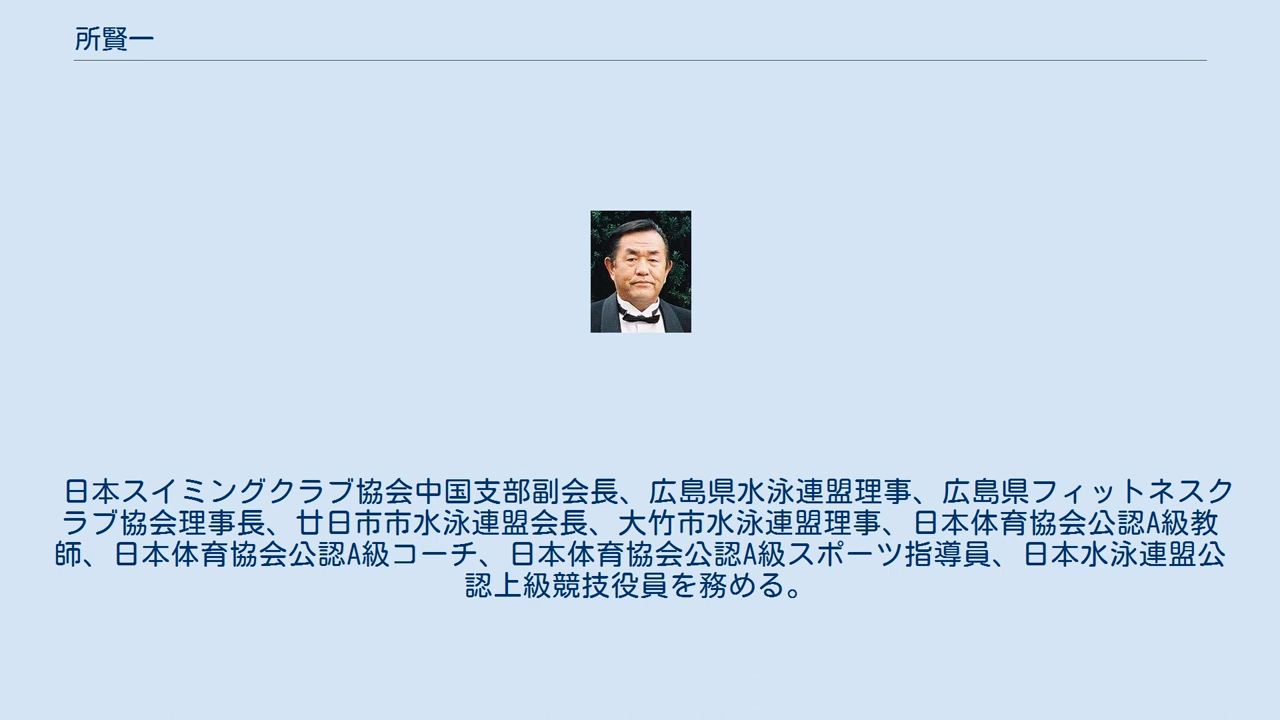 所賢一
日本スイミングクラブ協会中国支部副会長、広島県水泳連盟理事、広島県フィットネスク
ラブ協会理事長、廿日市市水泳連盟会長、大竹市水泳連盟理事、日本体育協会公認A級教
師、日本体育協会公認A級コーチ、日本体育協会公認A級スポーツ指導員、日本水泳連盟公
認上級競技役員を務める。